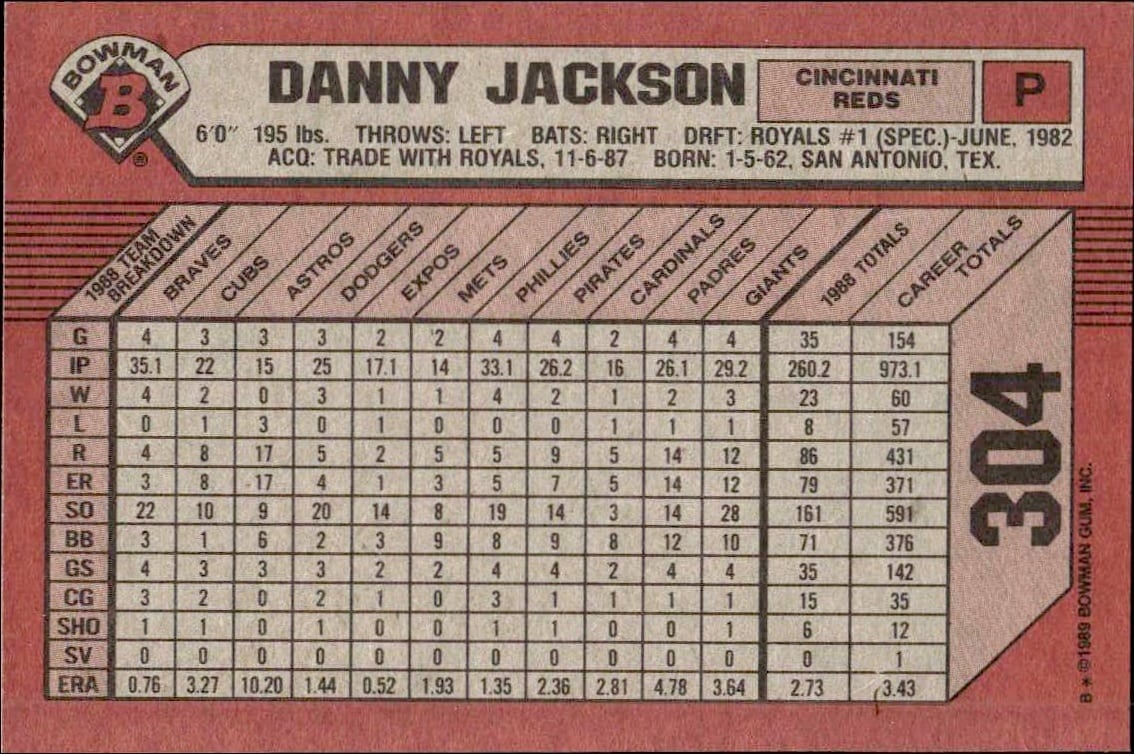 BOWMAN
B
®
DANNY JACKSON
CINCINNATI
REDS
P
6'0" 195 lbs. THROWS: LEFT BATS: RIGHT DRFT: ROYALS #1 (SPEC.)-JUNE, 1982
ACQ: TRADE WITH ROYALS, 11-6-87 BORN: 1-5-62, SAN ANTONIO, TEX.
1988 TEAM BREAKDOWN BRAVES CUBS ASTROS DODGERS EXPOS METS PHILLIES PIRATES CARDINALS PADRES GIANTS 1988 TOTALS CAREER TOTALS
G 4 3 3 3 2 2 4 4 2 4 4 35 154
IP 35.1 22 15 25 17.1 14 33.1 26.2 16 26.1 29.2 260.2 973.1
W 4 2 0 3 1 1 4 2 1 2 3 23 60
L 0 1 3 0 1 0 0 0 1 1 1 8 57
R 4 8 17 5 2 5 5 9 5 14 12 86 431
ER 3 8 17 4 1 3 5 7 5 14 12 79 371
SO 22 10 9 20 14 8 19 14 3 14 28 161 591
BB 3 1 6 2 3 9 8 9 8 12 10 71 376
GS 4 3 3 3 2 2 4 4 2 4 4 35 142
CG 3 2 0 2 1 0 3 1 1 1 1 15 35
SHO 1 1 0 1 0 0 1 1 0 0 1 6 12
SV 0 0 0 0 0 0 0 0 0 0 0 0 1
ERA 0.76 3.27 10.20 1.44 0.52 1.93 1.35 2.36 2.81 4.78 3.64 2.73 3.43
304
B * ©1989 BOWMAN GUM, INC.